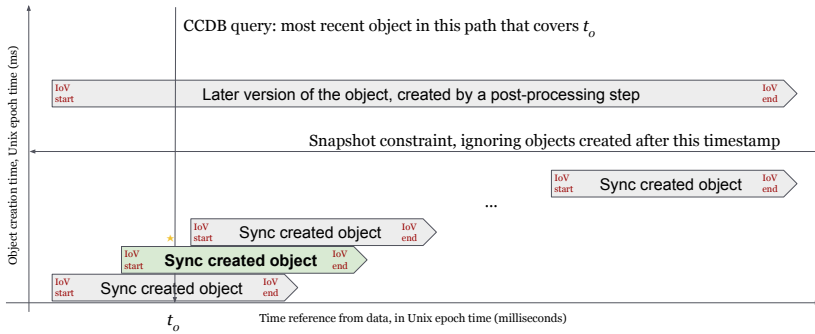 CCDB query: most recent object in this path that covers to
IoV start
Later version of the object, created by a post-processing step
IoV end
Snapshot constraint, ignoring objects created after this timestamp
IoV start
Sync created object
IoV end
...
IoV start
Sync created object
IoV end
IoV start
Sync created object
IoV end
IoV start
Sync created object
IoV end
to
Time reference from data, in Unix epoch time (milliseconds)
Object creation time, Unix epoch time (ms)